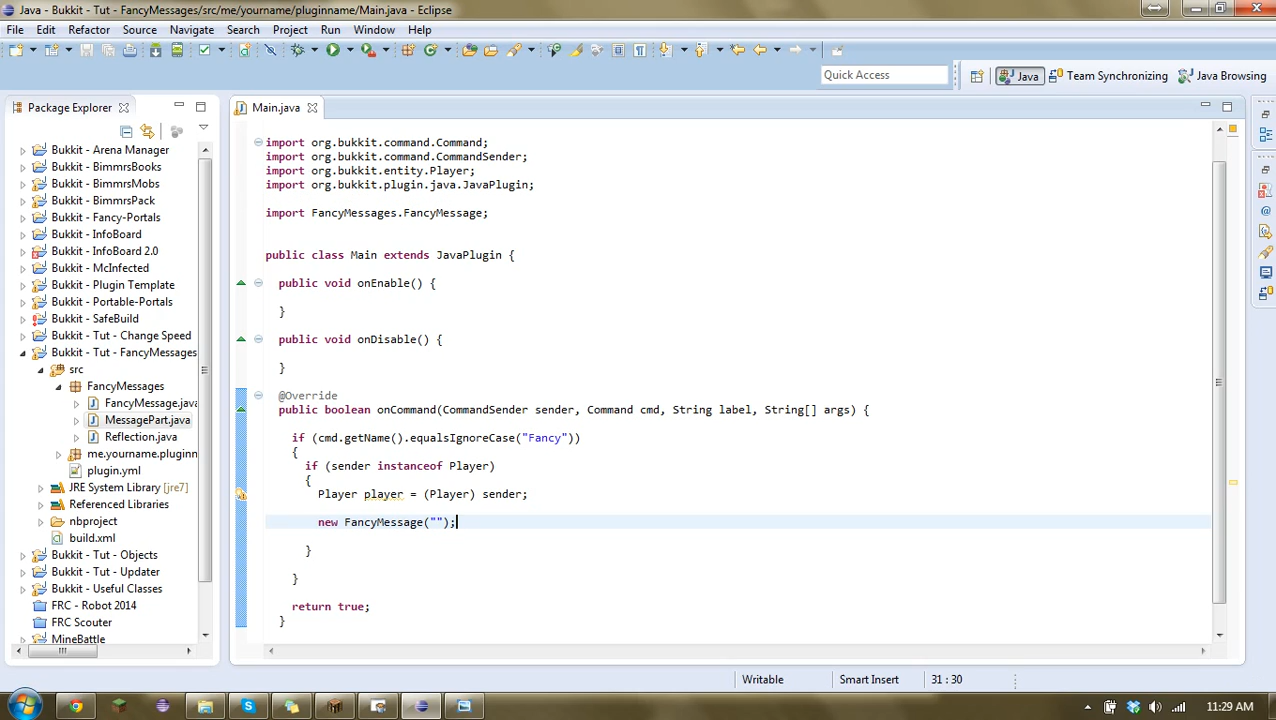 Java - Bukkit - Tut - FancyMessages/src/me/yourname/pluginname/Main.java - Eclipse
File Edit Refactor Source Navigate Search Project Run Window Help
Quick Access
Java
Team Synchronizing
Java Browsing
Package Explorer
Bukkit - Arena Manager
Bukkit - BimmrsBooks
Bukkit - BimmrsMobs
Bukkit - BimmrsPack
Bukkit - Fancy-Portals
Bukkit - InfoBoard
Bukkit - InfoBoard 2.0
Bukkit - McInfected
Bukkit - Plugin Template
Bukkit - Portable-Portals
Bukkit - SafeBuild
Bukkit - Tut - Change Speed
Bukkit - Tut - FancyMessages
src
FancyMessages
FancyMessage.java
MessagePart.java
Reflection.java
me.yourname.pluginn
plugin.yml
JRE System Library [jre7]
Referenced Libraries
nbproject
build.xml
Bukkit - Tut - Objects
Bukkit - Tut - Updater
Bukkit - Useful Classes
FRC - Robot 2014
FRC Scouter
MineBattle
Main.java
import org.bukkit.command.Command;
import org.bukkit.command.CommandSender;
import org.bukkit.entity.Player;
import org.bukkit.plugin.java.JavaPlugin;
import FancyMessages.FancyMessage;
public class Main extends JavaPlugin {
public void onEnable() {
}
public void onDisable() {
}
@Override
public boolean onCommand(CommandSender sender, Command cmd, String label, String[] args) {
if (cmd.getName().equalsIgnoreCase("Fancy"))
{
if (sender instanceof Player)
{
Player player = (Player) sender;
new FancyMessage("");
}
}
return true;
}
Writable
Smart Insert
31 : 30
11:29 AM